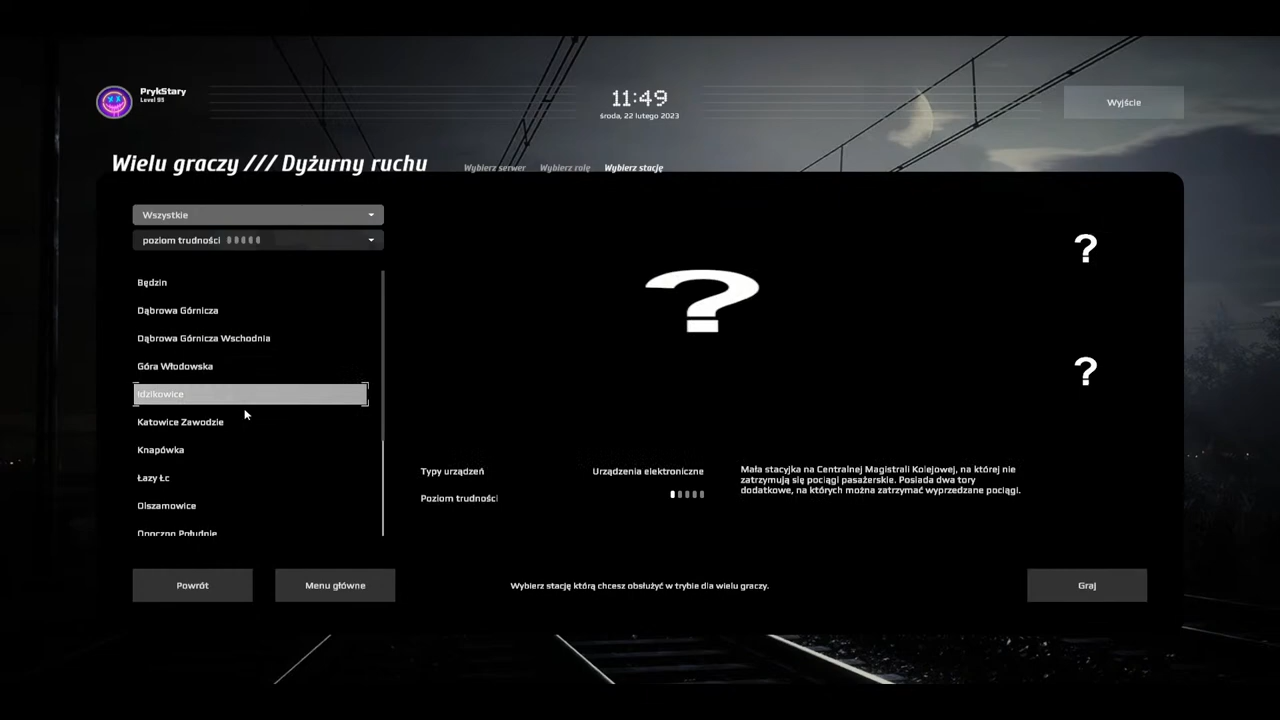 PrykStary
Level 95
11:49
środa, 22 lutego 2023
Wyjście
Wielu graczy /// Dyżurny ruchu
Wybierz serwer
Wybierz rolę
Wybierz stację
Wszystkie
poziom trudności
Będzin
Dąbrowa Górnicza
Dąbrowa Górnicza Wschodnia
Góra Włodowska
Idzikowice
Katowice Zawodzie
Knapówka
Łazy Łc
Olszamowice
Opoczno Południe
?
?
?
Typy urządzeń
Urządzenia elektroniczne
Poziom trudności
Mała stacyjka na Centralnej Magistrali Kolejowej, na której nie
zatrzymują się pociągi pasażerskie. Posiada dwa tory
dodatkowe, na których można zatrzymać wyprzedzane pociągi.
Powrót
Menu główne
Wybierz stację którą chcesz obsłużyć w trybie dla wielu graczy.
Graj